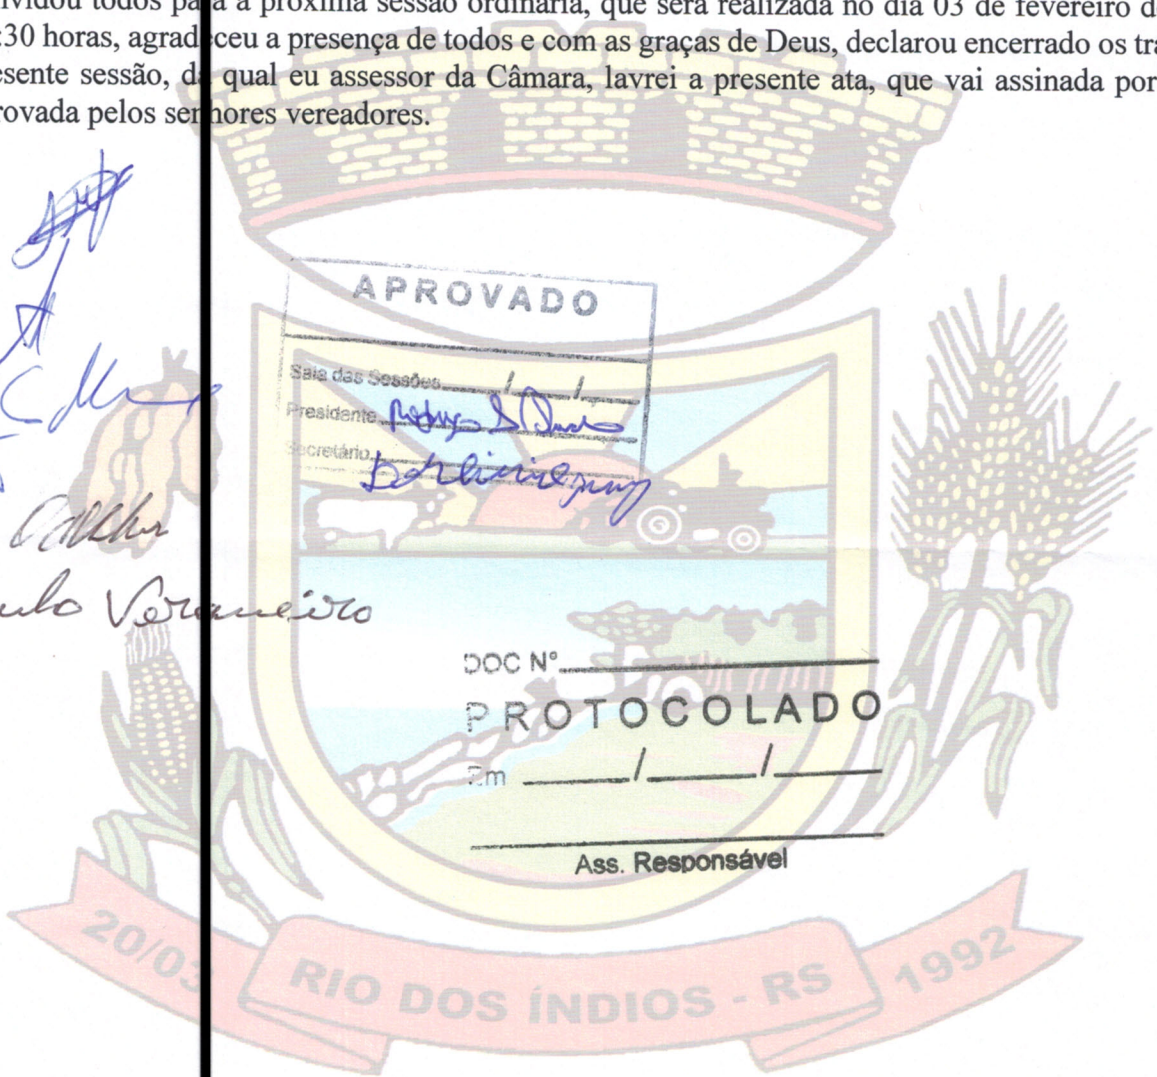 vidou todos para a próxima sessão ordinária, que será realizada no dia 03 de fevereiro d
:30 horas, agradeceu a presença de todos e com as graças de Deus, declarou encerrado os tra
esente sessão, da qual eu assessor da Câmara, lavrei a presente ata, que vai assinada por
rovada pelos senhores vereadores.
APROVADO
Sala das Sessões / /
Presidente
Secretário
ulo Veraneiro
DOC Nº
PROTOCOLADO
Em / /
Ass. Responsável
20/03 RIO DOS ÍNDIOS - RS 1992